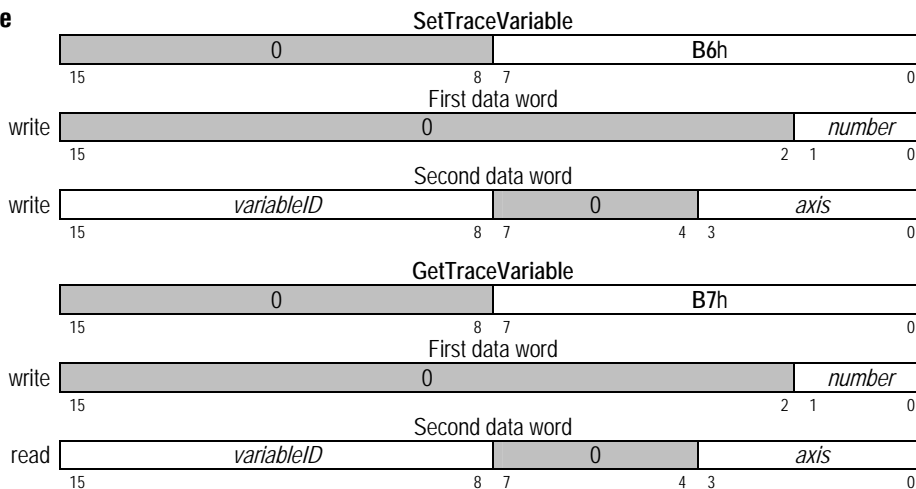 e
SetTraceVariable
0 B6h
15 8 7 0
First data word
write 0 number
15 2 1 0
Second data word
write variableID 0 axis
15 8 7 4 3 0
GetTraceVariable
0 B7h
15 8 7 0
First data word
write 0 number
15 2 1 0
Second data word
read variableID 0 axis
15 8 7 4 3 0